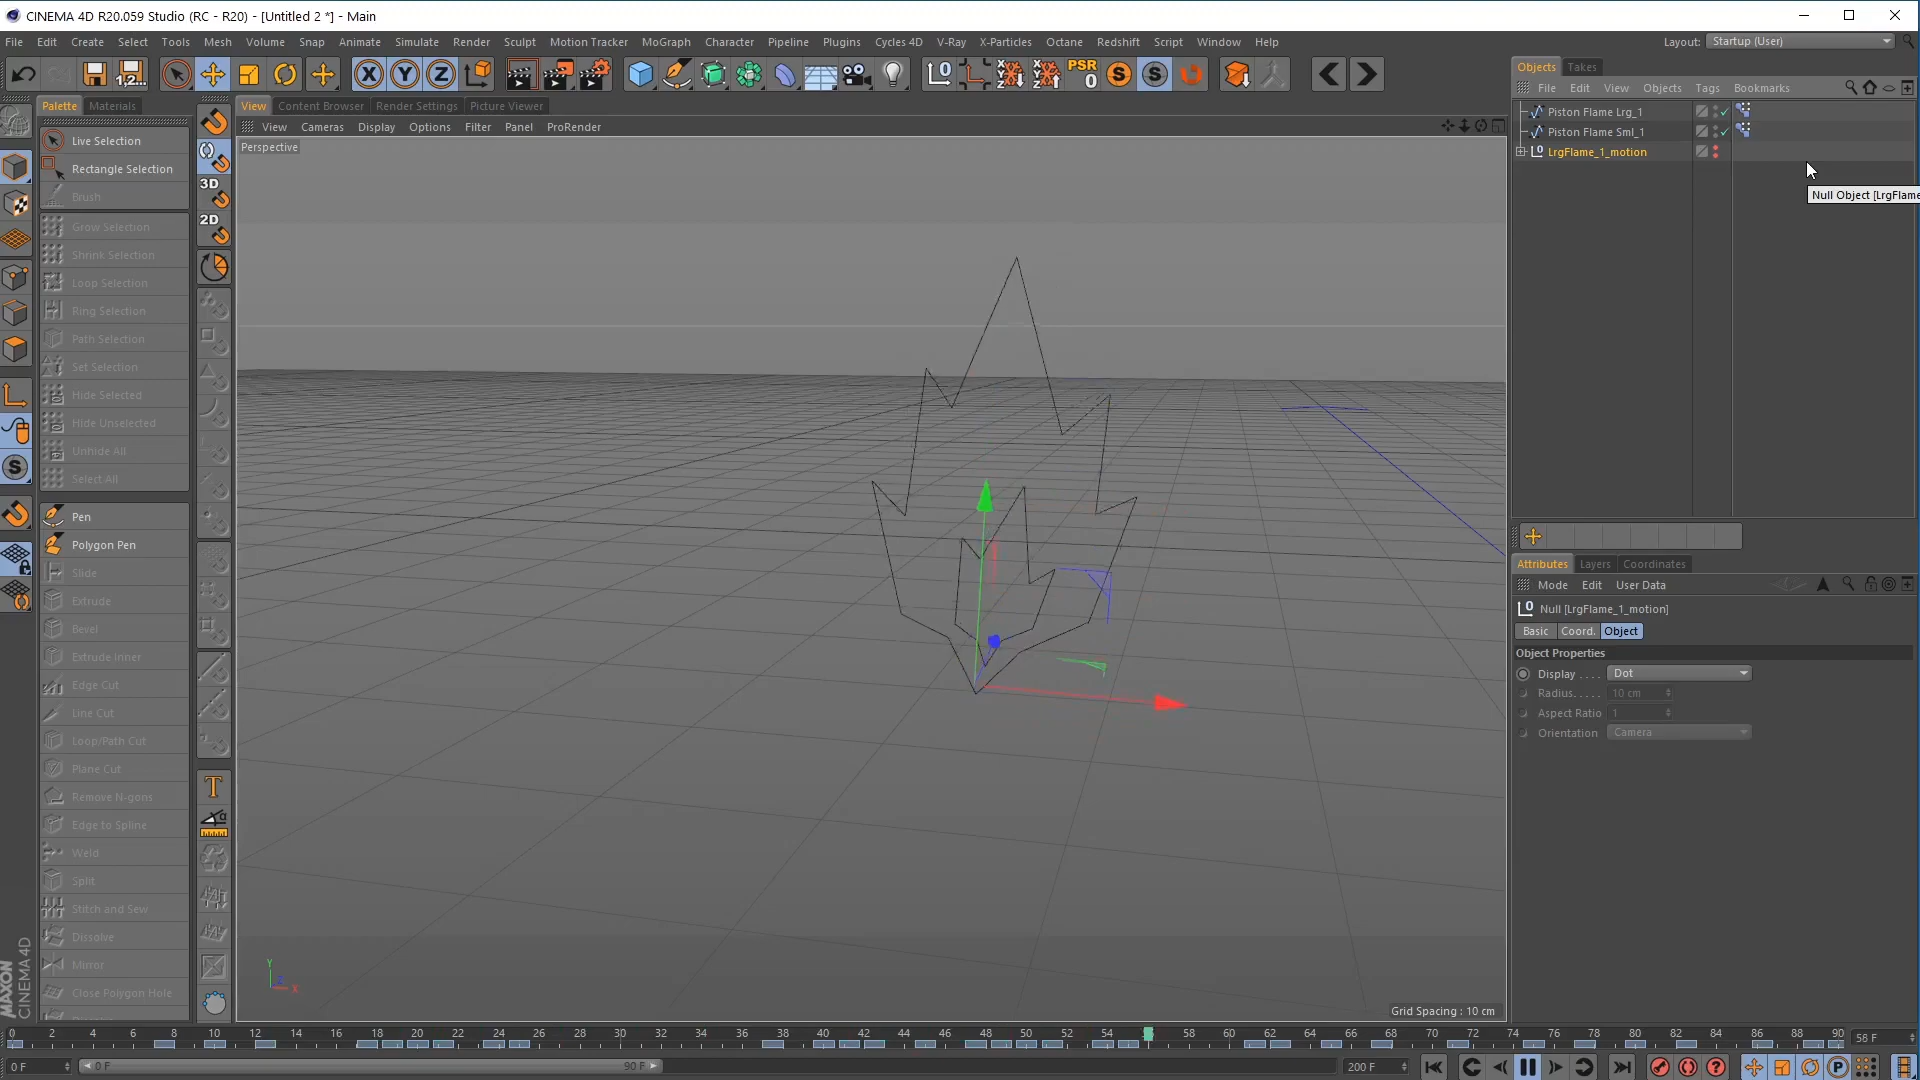 CINEMA 4D R20.059 Studio (RC - R20) - [Untitled 2 *] - Main
File Edit Create Select Tools Mesh Volume Snap Animate Simulate Render Sculpt Motion Tracker MoGraph Character Pipeline Plugins Cycles 4D V-Ray X-Particles Octane Redshift Script Window Help
Layout: Startup (User)
Objects Takes
File Edit View Objects Tags Bookmarks
Palette Materials
View Content Browser Render Settings Picture Viewer
View Cameras Display Options Filter Panel ProRender
Perspective
Piston Flame Lrg_1
Piston Flame Sml_1
LrgFlame_1_motion
Null Object [LrgFlame
PSR
0
3D
2D
Live Selection
Rectangle Selection
Brush
Grow Selection
Shrink Selection
Loop Selection
Ring Selection
Path Selection
Set Selection
Hide Selected
Hide Unselected
Unhide All
Select All
Pen
Polygon Pen
Slide
Extrude
Bevel
Extrude Inner
Edge Cut
Line Cut
Loop/Path Cut
Plane Cut
Remove N-gons
Edge to Spline
Weld
Split
Stitch and Sew
Dissolve
Mirror
Close Polygon Hole
MAXON
CINEMA 4D
Attributes Layers Coordinates
Mode Edit User Data
Null [LrgFlame_1_motion]
Basic Coord. Object
Object Properties
Display . . . . Dot
Radius. . . . . 10 cm
Aspect Ratio 1
Orientation Camera
Y
X
Grid Spacing : 10 cm
0 2 4 6 8 10 12 14 16 18 20 22 24 26 28 30 32 34 36 38 40 42 44 46 48 50 52 54 58 60 62 64 66 68 70 72 74 76 78 80 82 84 86 88 90
58 F
0 F
0 F
90 F
200 F